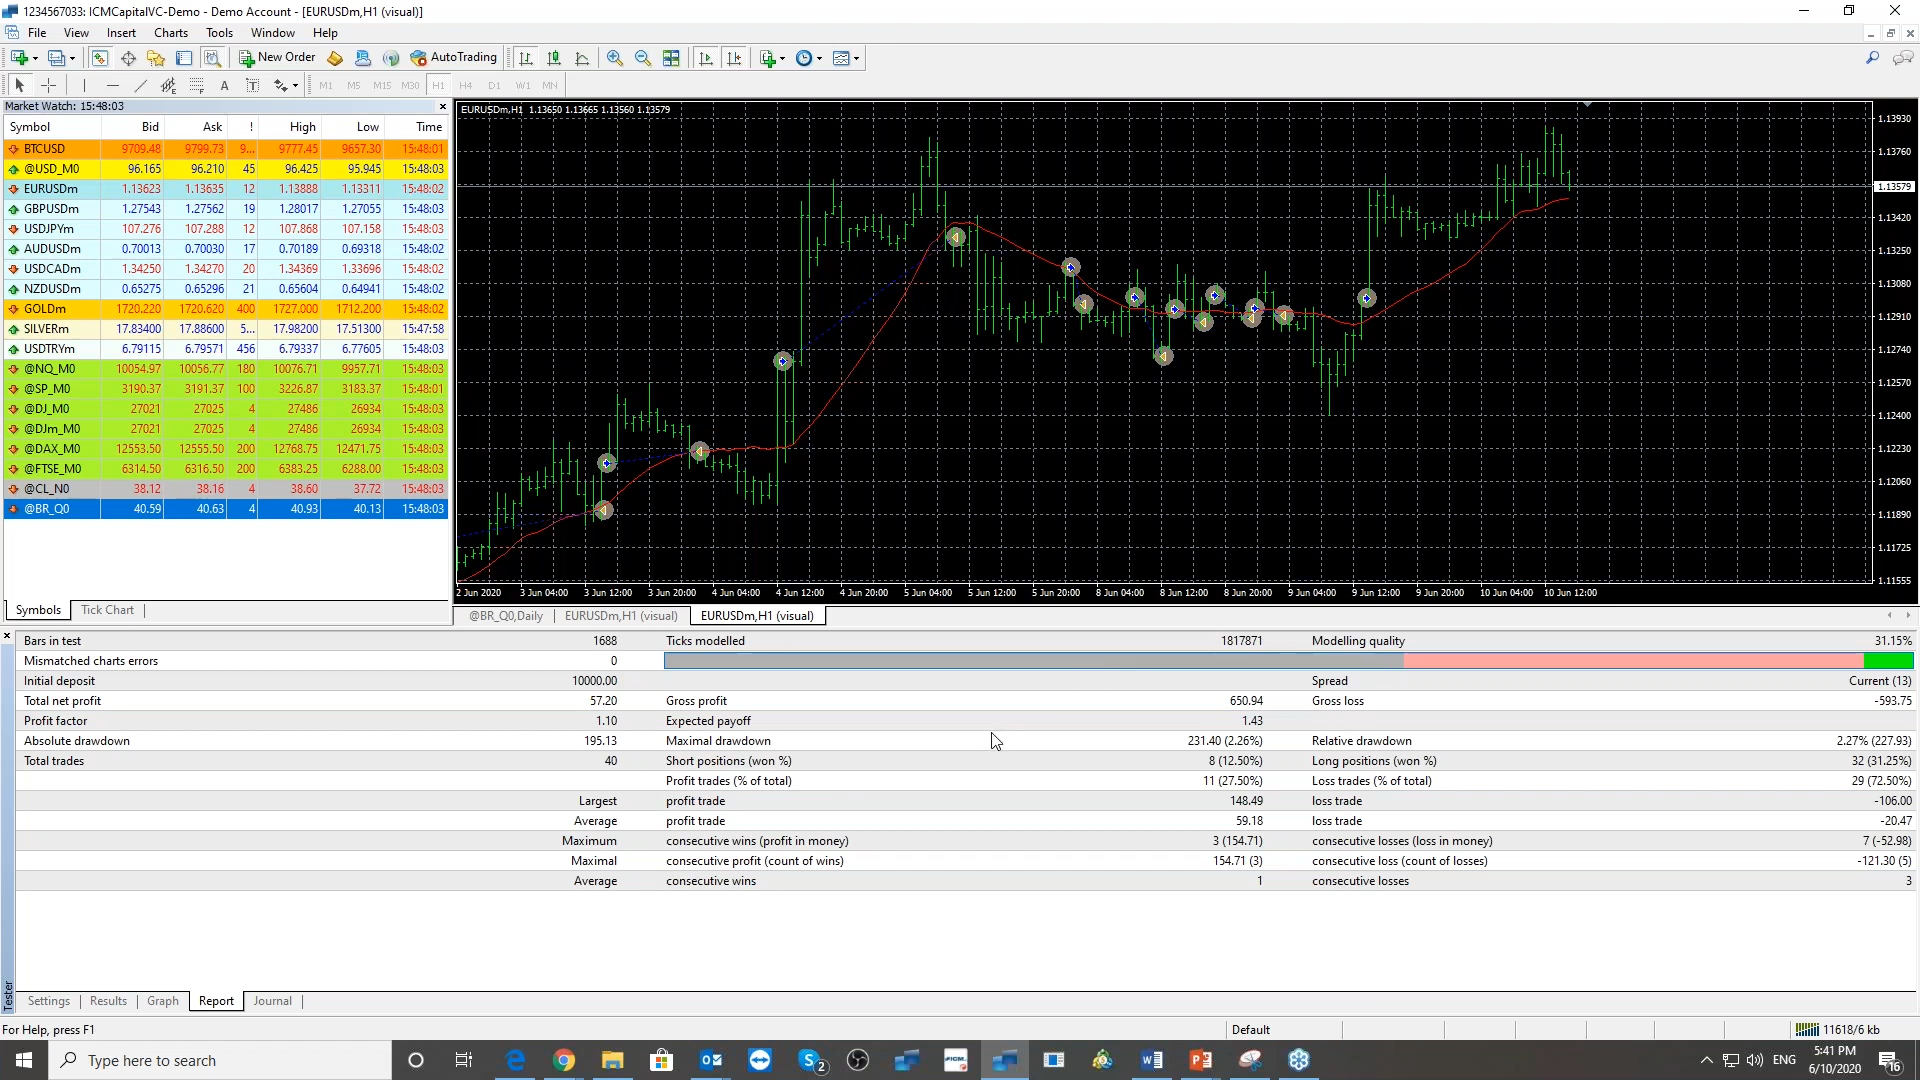 1234567033: ICMCapitalVC-Demo - Demo Account - [EURUSDm,H1 (visual)]
File View Insert Charts Tools Window Help
New Order AutoTrading
M1 M5 M15 M30 H1 H4 D1 W1 MN
Market Watch: 15:48:03
Symbol Bid Ask ! High Low Time
BTCUSD 9709.48 9799.73 9... 9777.45 9657.30 15:48:01
@USD_M0 96.165 96.210 45 96.425 95.945 15:48:03
EURUSDm 1.13623 1.13635 12 1.13888 1.13311 15:48:02
GBPUSDm 1.27543 1.27562 19 1.28017 1.27055 15:48:03
USDJPYm 107.276 107.288 12 107.868 107.158 15:48:03
AUDUSDm 0.70013 0.70030 17 0.70189 0.69318 15:48:02
USDCADm 1.34250 1.34270 20 1.34369 1.33696 15:48:02
NZDUSDm 0.65275 0.65296 21 0.65604 0.64941 15:48:02
GOLDm 1720.220 1720.620 400 1727.000 1712.200 15:48:02
SILVERm 17.83400 17.88600 5... 17.98200 17.51300 15:47:58
USDTRYm 6.79115 6.79571 456 6.79337 6.77605 15:48:03
@NQ_M0 10054.97 10056.77 180 10076.71 9957.71 15:48:03
@SP_M0 3190.37 3191.37 100 3226.87 3183.37 15:48:01
@DJ_M0 27021 27025 4 27486 26934 15:48:03
@DJm_M0 27021 27025 4 27486 26934 15:48:03
@DAX_M0 12553.50 12555.50 200 12768.75 12471.75 15:48:03
@FTSE_M0 6314.50 6316.50 200 6383.25 6288.00 15:48:03
@CL_N0 38.12 38.16 4 38.60 37.72 15:48:03
@BR_Q0 40.59 40.63 4 40.93 40.13 15:48:03
Symbols Tick Chart
EURUSDm,H1 1.13650 1.13665 1.13560 1.13579
1.13930
1.13760
1.13579
1.13420
1.13250
1.13080
1.12910
1.12740
1.12570
1.12400
1.12230
1.12060
1.11890
1.11725
1.11555
2 Jun 2020 3 Jun 04:00 3 Jun 12:00 3 Jun 20:00 4 Jun 04:00 4 Jun 12:00 4 Jun 20:00 5 Jun 04:00 5 Jun 12:00 5 Jun 20:00 8 Jun 04:00 8 Jun 12:00 8 Jun 20:00 9 Jun 04:00 9 Jun 12:00 9 Jun 20:00 10 Jun 04:00 10 Jun 12:00
@BR_Q0,Daily EURUSDm,H1 (visual) EURUSDm,H1 (visual)
Bars in test 1688 Ticks modelled 1817871 Modelling quality 31.15%
Mismatched charts errors 0
Initial deposit 10000.00 Spread Current (13)
Total net profit 57.20 Gross profit 650.94 Gross loss -593.75
Profit factor 1.10 Expected payoff 1.43
Absolute drawdown 195.13 Maximal drawdown 231.40 (2.26%) Relative drawdown 2.27% (227.93)
Total trades 40 Short positions (won %) 8 (12.50%) Long positions (won %) 32 (31.25%)
Profit trades (% of total) 11 (27.50%) Loss trades (% of total) 29 (72.50%)
Largest profit trade 148.49 loss trade -106.00
Average profit trade 59.18 loss trade -20.47
Maximum consecutive wins (profit in money) 3 (154.71) consecutive losses (loss in money) 7 (-52.98)
Maximal consecutive profit (count of wins) 154.71 (3) consecutive loss (count of losses) -121.30 (5)
Average consecutive wins 1 consecutive losses 3
Tester
Settings Results Graph Report Journal
For Help, press F1 Default 11618/6 kb
Type here to search
2
ENG
5:41 PM
6/10/2020
16